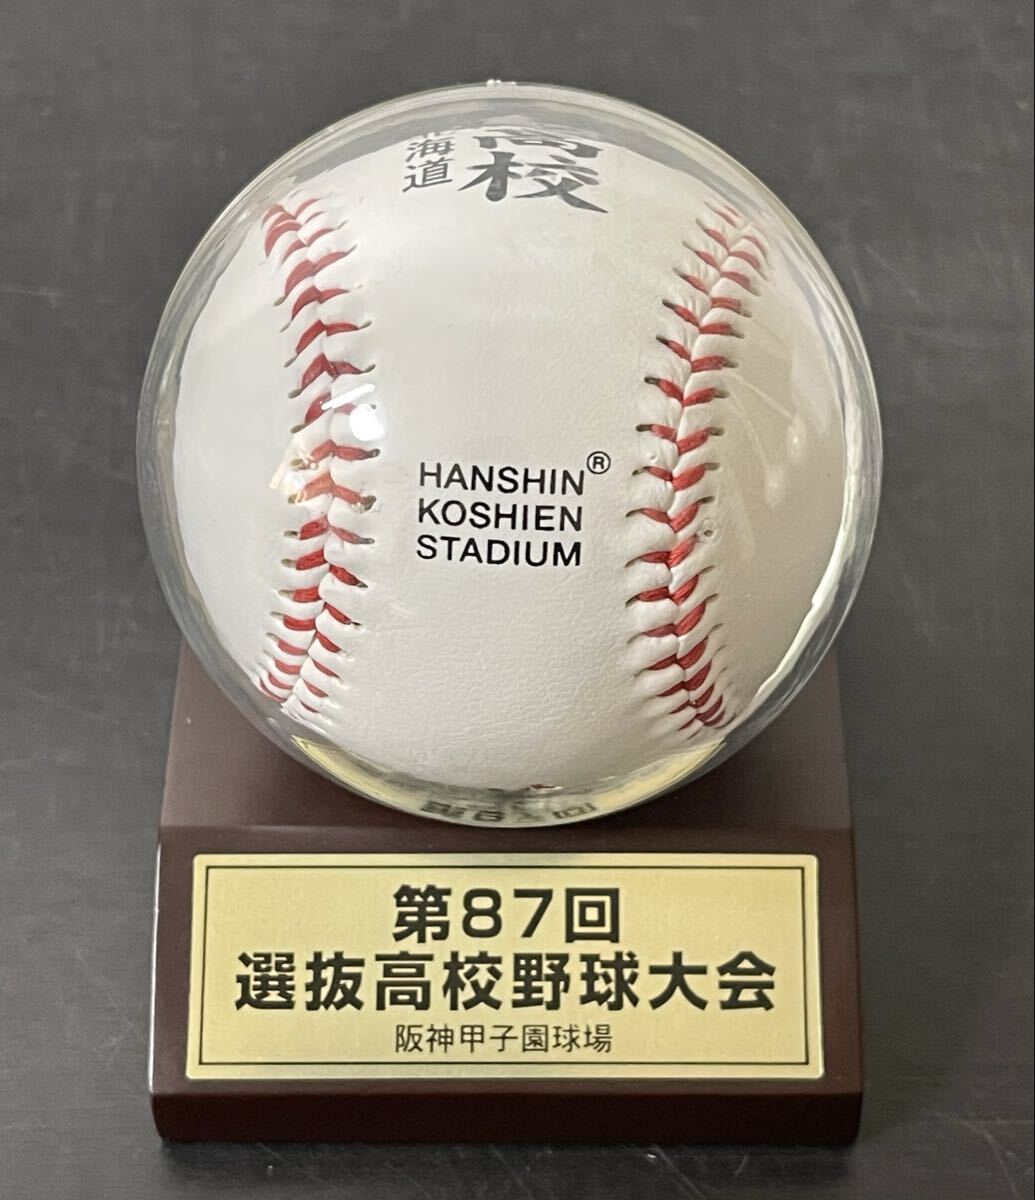 高校
北海道
HANSHIN®
KOSHIEN
STADIUM
第87回
選抜高校野球大会
阪神甲子園球場